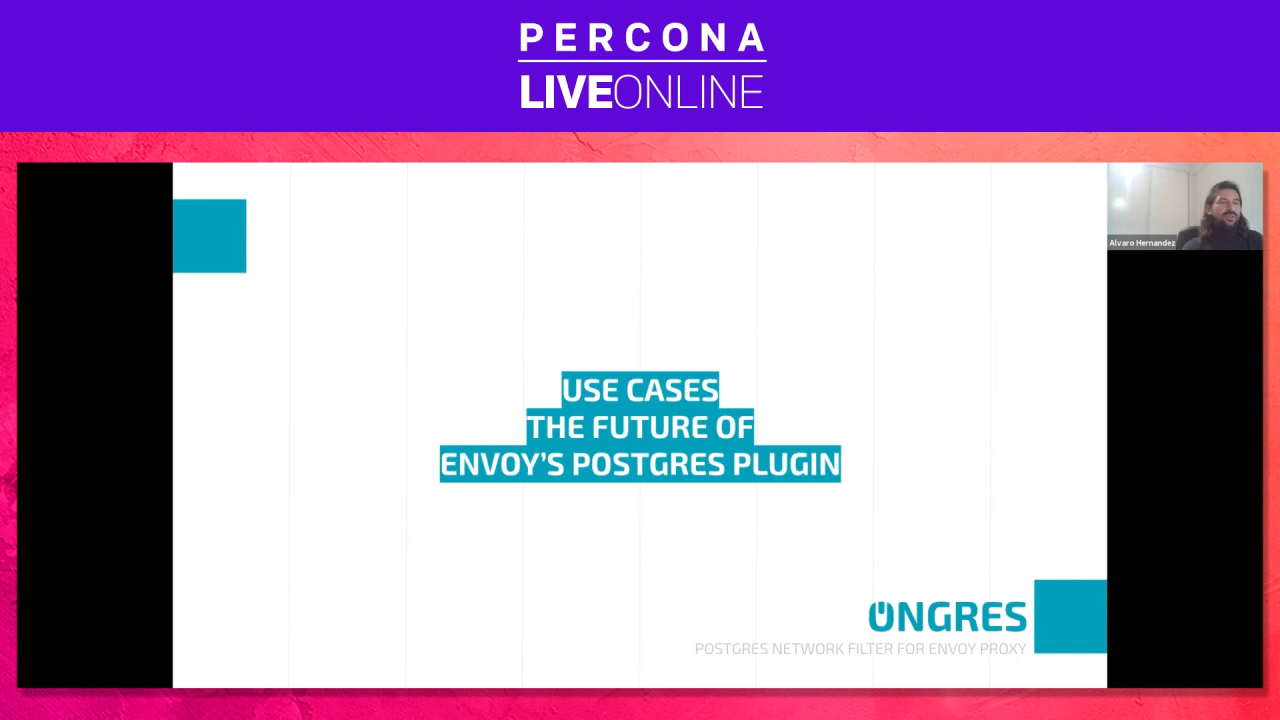 PERCONA
LIVEONLINE
Alvaro Hernandez
USE CASES
THE FUTURE OF
ENVOY'S POSTGRES PLUGIN
ONGRES
POSTGRES NETWORK FILTER FOR ENVOY PROXY